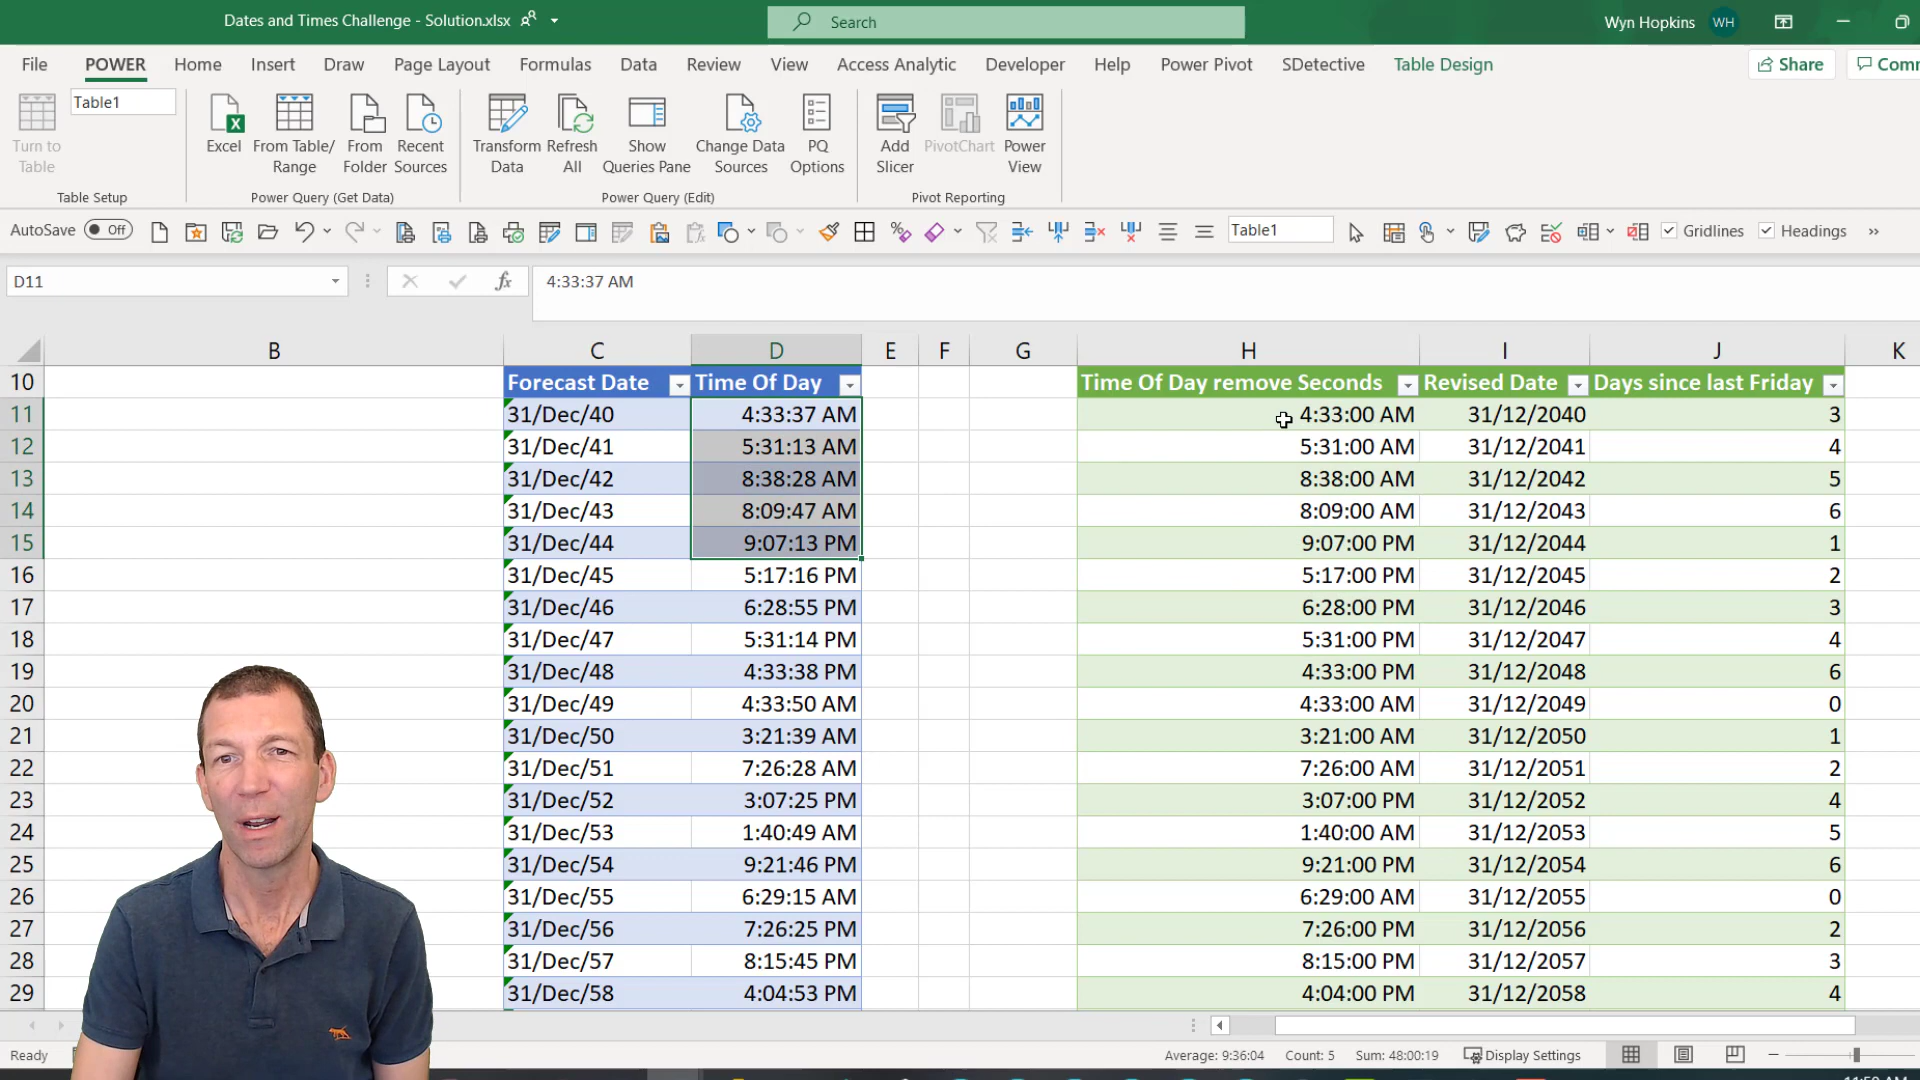 Dates and Times Challenge - Solution.xlsx
Search
Wyn Hopkins WH
File POWER Home Insert Draw Page Layout Formulas Data Review View Access Analytic Developer Help Power Pivot SDetective Table Design Share Comm
Turn to Table
Table1
Table Setup
Excel
From Table/ Range
From Folder
Recent Sources
Power Query (Get Data)
Transform Data
Refresh All
Show Queries Pane
Change Data Sources
PQ Options
Power Query (Edit)
Add Slicer
PivotChart
Power View
Pivot Reporting
AutoSave Off Table1 Gridlines Headings
D11 fx 4:33:37 AM
B C D E F G H I J K
10 Forecast Date Time Of Day Time Of Day remove Seconds Revised Date Days since last Friday
11 31/Dec/40 4:33:37 AM 4:33:00 AM 31/12/2040 3
12 31/Dec/41 5:31:13 AM 5:31:00 AM 31/12/2041 4
13 31/Dec/42 8:38:28 AM 8:38:00 AM 31/12/2042 5
14 31/Dec/43 8:09:47 AM 8:09:00 AM 31/12/2043 6
15 31/Dec/44 9:07:13 PM 9:07:00 PM 31/12/2044 1
16 31/Dec/45 5:17:16 PM 5:17:00 PM 31/12/2045 2
17 31/Dec/46 6:28:55 PM 6:28:00 PM 31/12/2046 3
18 31/Dec/47 5:31:14 PM 5:31:00 PM 31/12/2047 4
19 31/Dec/48 4:33:38 PM 4:33:00 PM 31/12/2048 6
20 31/Dec/49 4:33:50 AM 4:33:00 AM 31/12/2049 0
21 31/Dec/50 3:21:39 AM 3:21:00 AM 31/12/2050 1
22 31/Dec/51 7:26:28 AM 7:26:00 AM 31/12/2051 2
23 31/Dec/52 3:07:25 PM 3:07:00 PM 31/12/2052 4
24 31/Dec/53 1:40:49 AM 1:40:00 AM 31/12/2053 5
25 31/Dec/54 9:21:46 PM 9:21:00 PM 31/12/2054 6
26 31/Dec/55 6:29:15 AM 6:29:00 AM 31/12/2055 0
27 31/Dec/56 7:26:25 PM 7:26:00 PM 31/12/2056 2
28 31/Dec/57 8:15:45 PM 8:15:00 PM 31/12/2057 3
29 31/Dec/58 4:04:53 PM 4:04:00 PM 31/12/2058 4
Ready Average: 9:36:04 Count: 5 Sum: 48:00:19 Display Settings